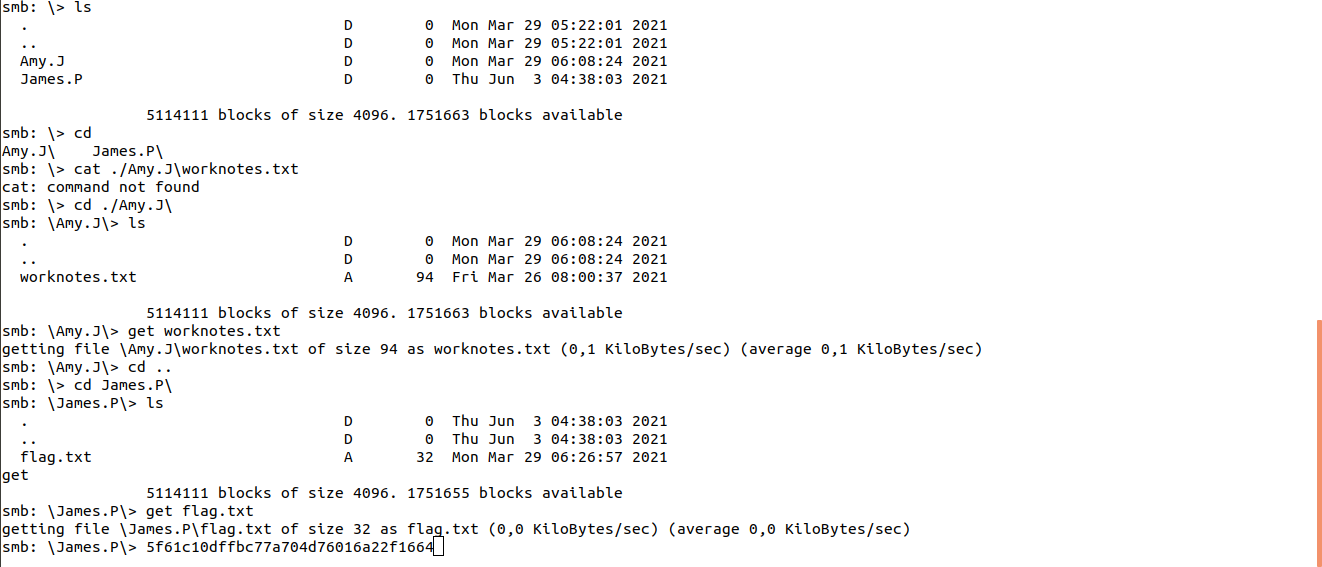 smb: \> ls
  .                                   D        0  Mon Mar 29 05:22:01 2021
  ..                                  D        0  Mon Mar 29 05:22:01 2021
  Amy.J                               D        0  Mon Mar 29 06:08:24 2021
  James.P                             D        0  Thu Jun  3 04:38:03 2021
                5114111 blocks of size 4096. 1751663 blocks available
smb: \> cd
Amy.J\    James.P\
smb: \> cat ./Amy.J\worknotes.txt
cat: command not found
smb: \> cd ./Amy.J\
smb: \Amy.J\> ls
  .                                   D        0  Mon Mar 29 06:08:24 2021
  ..                                  D        0  Mon Mar 29 06:08:24 2021
  worknotes.txt                       A       94  Fri Mar 26 08:00:37 2021
                5114111 blocks of size 4096. 1751663 blocks available
smb: \Amy.J\> get worknotes.txt
getting file \Amy.J\worknotes.txt of size 94 as worknotes.txt (0,1 KiloBytes/sec) (average 0,1 KiloBytes/sec)
smb: \Amy.J\> cd ..
smb: \> cd James.P\
smb: \James.P\> ls
  .                                   D        0  Thu Jun  3 04:38:03 2021
  ..                                  D        0  Thu Jun  3 04:38:03 2021
  flag.txt                            A       32  Mon Mar 29 06:26:57 2021
get
                5114111 blocks of size 4096. 1751655 blocks available
smb: \James.P\> get flag.txt
getting file \James.P\flag.txt of size 32 as flag.txt (0,0 KiloBytes/sec) (average 0,0 KiloBytes/sec)
smb: \James.P\> 5f61c10dffbc77a704d76016a22f1664